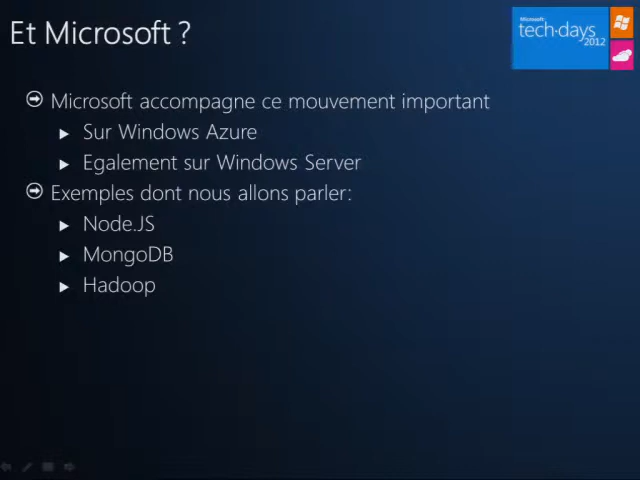 Et Microsoft ?
Microsoft
tech·days
2012
Microsoft accompagne ce mouvement important
Sur Windows Azure
Egalement sur Windows Server
Exemples dont nous allons parler:
Node.JS
MongoDB
Hadoop